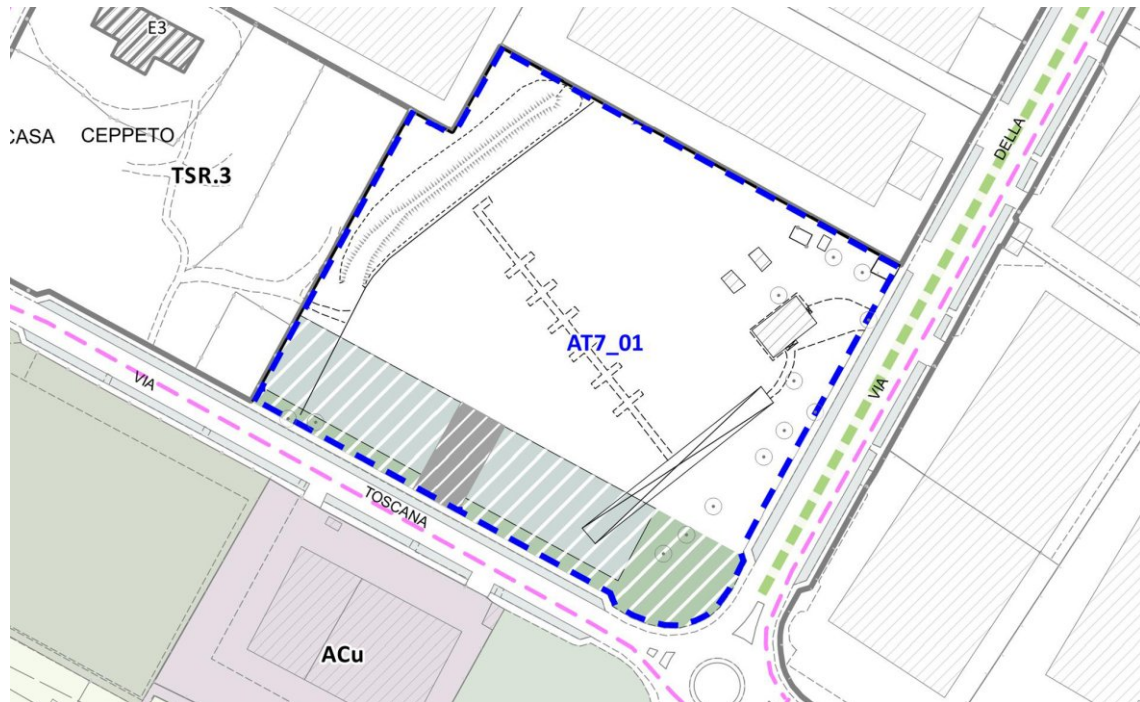 E3
CASA CEPPETO
TSR.3
DELLA
AT7_01
VIA
VIA
TOSCANA
ACu